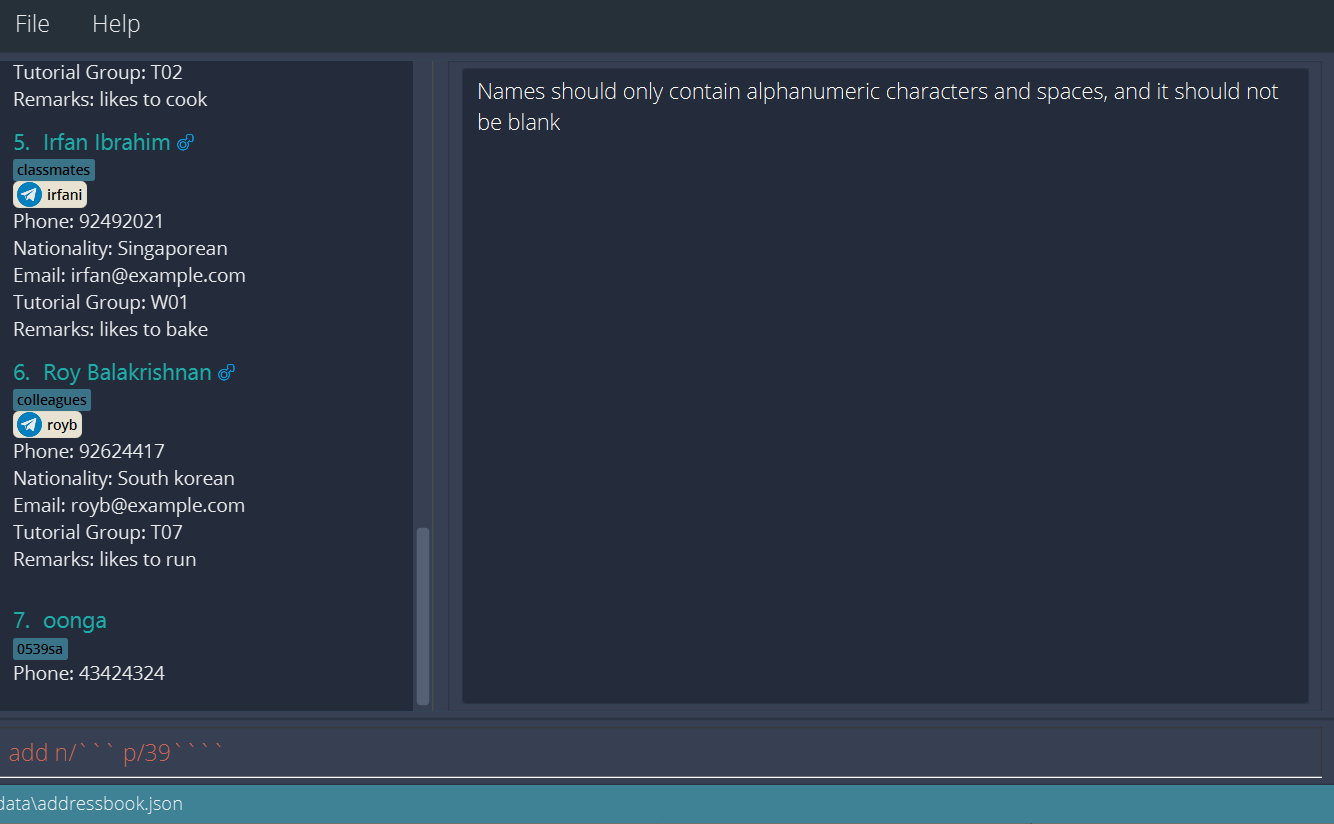 File Help
Tutorial Group: T02
Remarks: likes to cook
5. Irfan Ibrahim
classmates
irfani
Phone: 92492021
Nationality: Singaporean
Email: irfan@example.com
Tutorial Group: W01
Remarks: likes to bake
6. Roy Balakrishnan
colleagues
royb
Phone: 92624417
Nationality: South korean
Email: royb@example.com
Tutorial Group: T07
Remarks: likes to run
7. oonga
0539sa
Phone: 43424324
Names should only contain alphanumeric characters and spaces, and it should not
be blank
add n/``` p/39````
data\addressbook.json